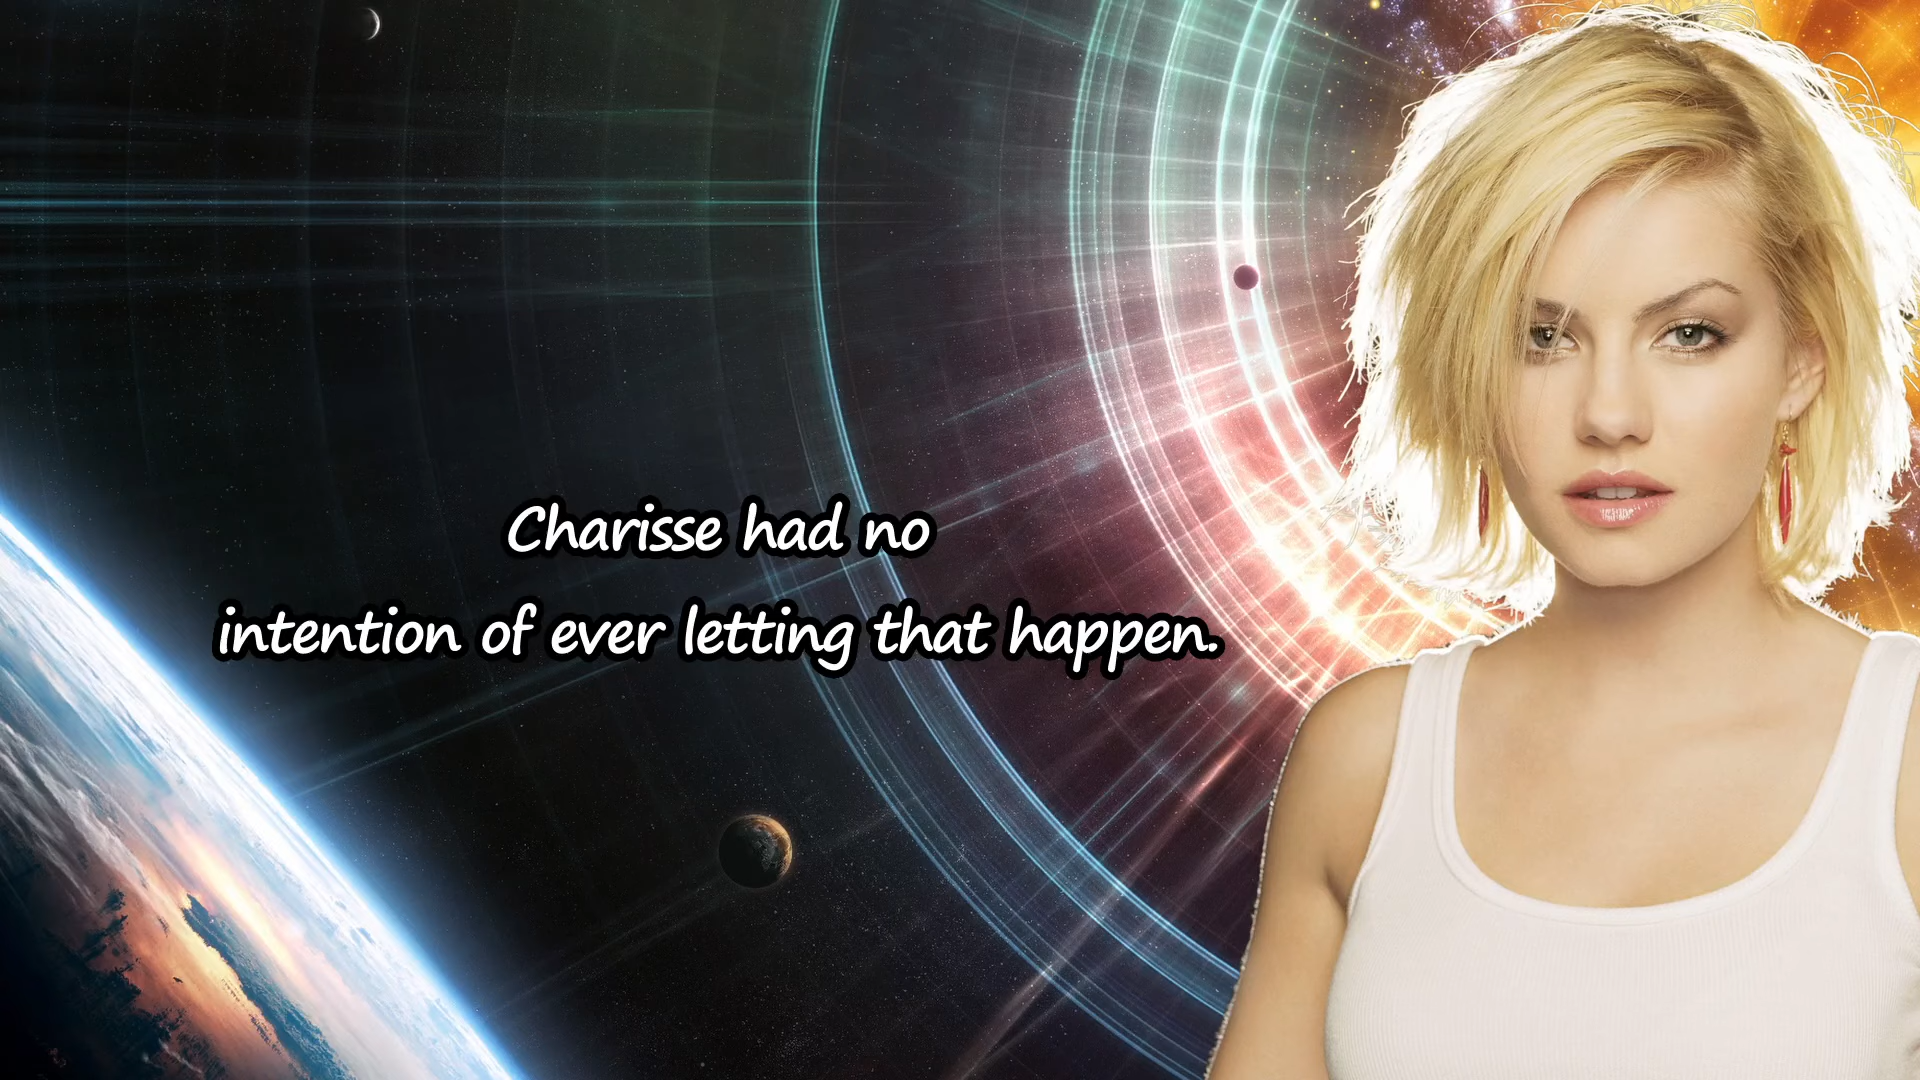 Charisse had no
intention of ever letting that happen.